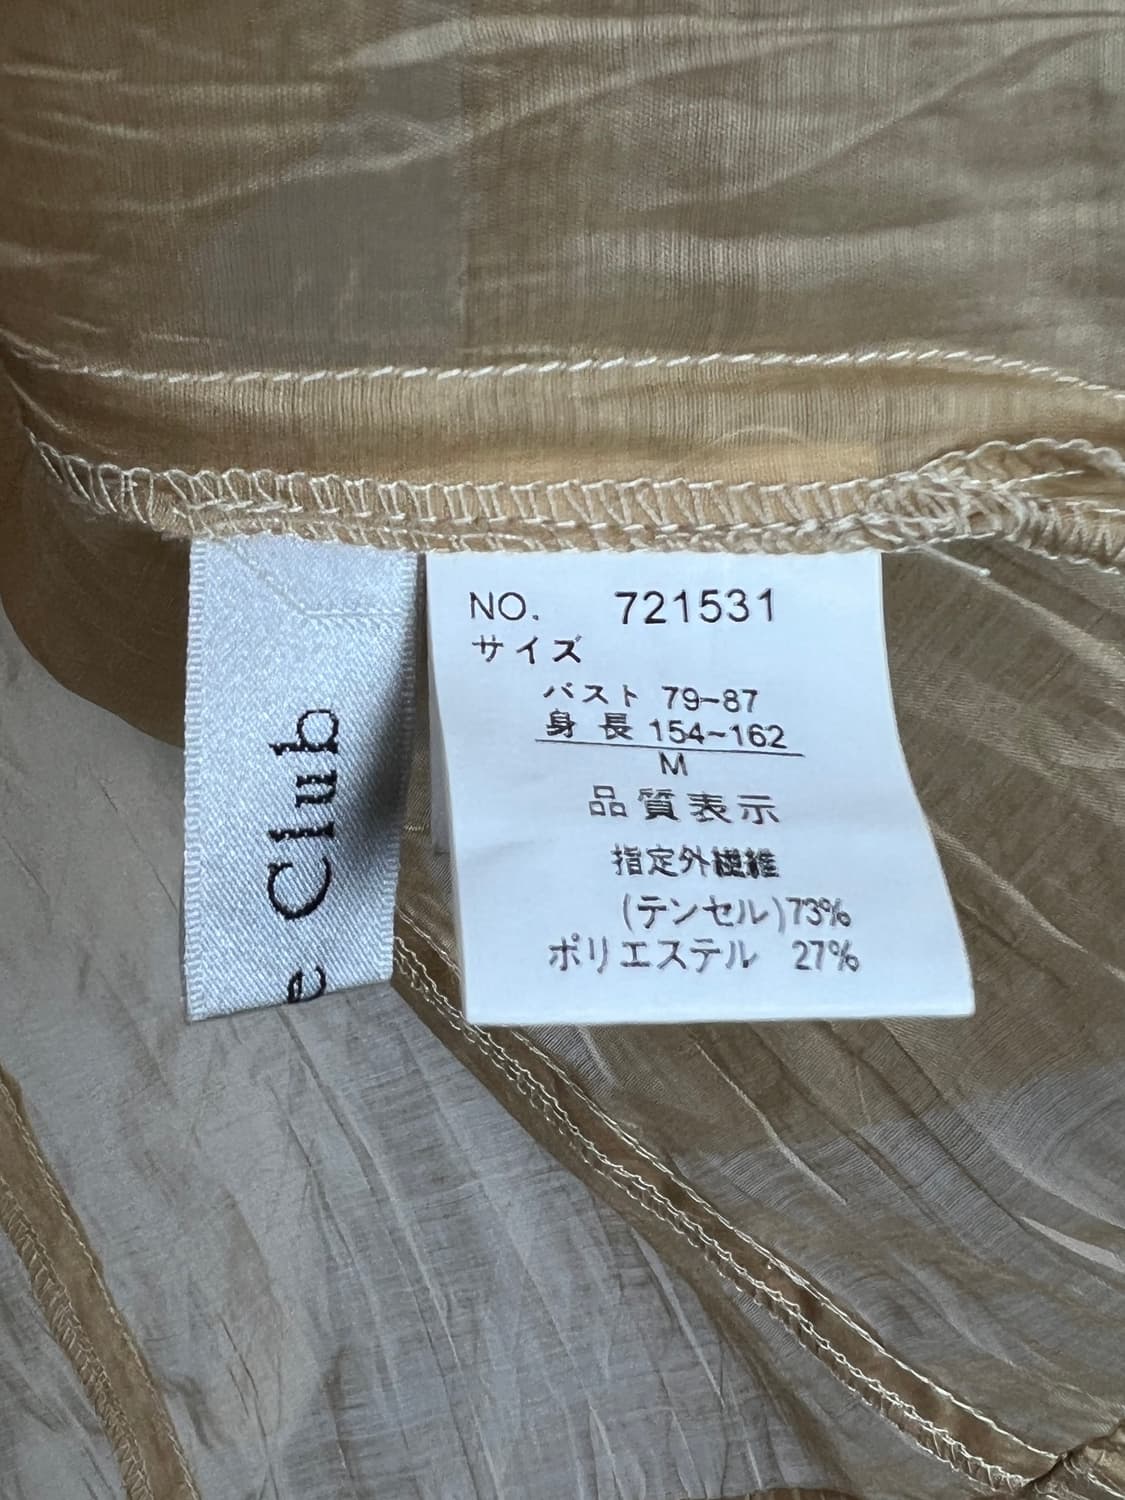 NO. 721531
サイズ
バスト 79-87
身長 154~162
M
品質表示
指定外繊維
(テンセル)73%
ポリエステル 27%
e Club